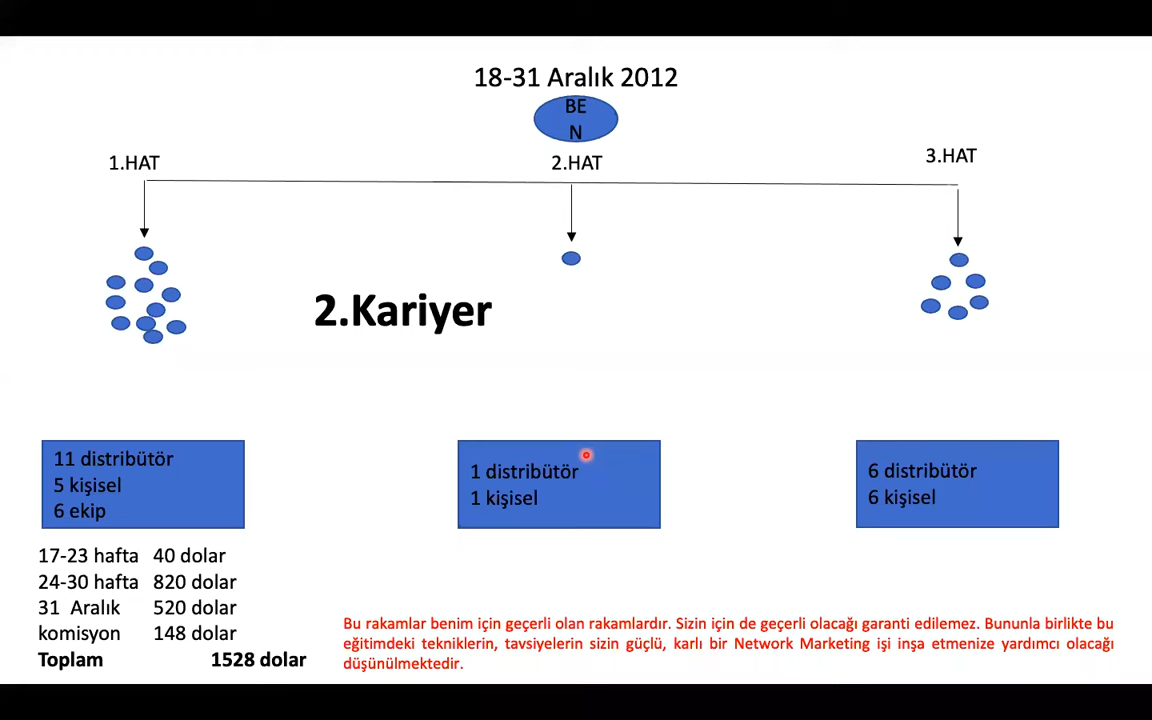 18-31 Aralık 2012
BE
N
1.HAT
2.HAT
3.HAT
2.Kariyer
11 distribütör
5 kişisel
6 ekip
1 distribütör
1 kişisel
6 distribütör
6 kişisel
17-23 hafta 40 dolar
24-30 hafta 820 dolar
31 Aralık 520 dolar
komisyon 148 dolar
Toplam 1528 dolar
Bu rakamlar benim için geçerli olan rakamlardır. Sizin için de geçerli olacağı garanti edilemez. Bununla birlikte bu
eğitimdeki tekniklerin, tavsiyelerin sizin güçlü, karlı bir Network Marketing işi inşa etmenize yardımcı olacağı
düşünülmektedir.